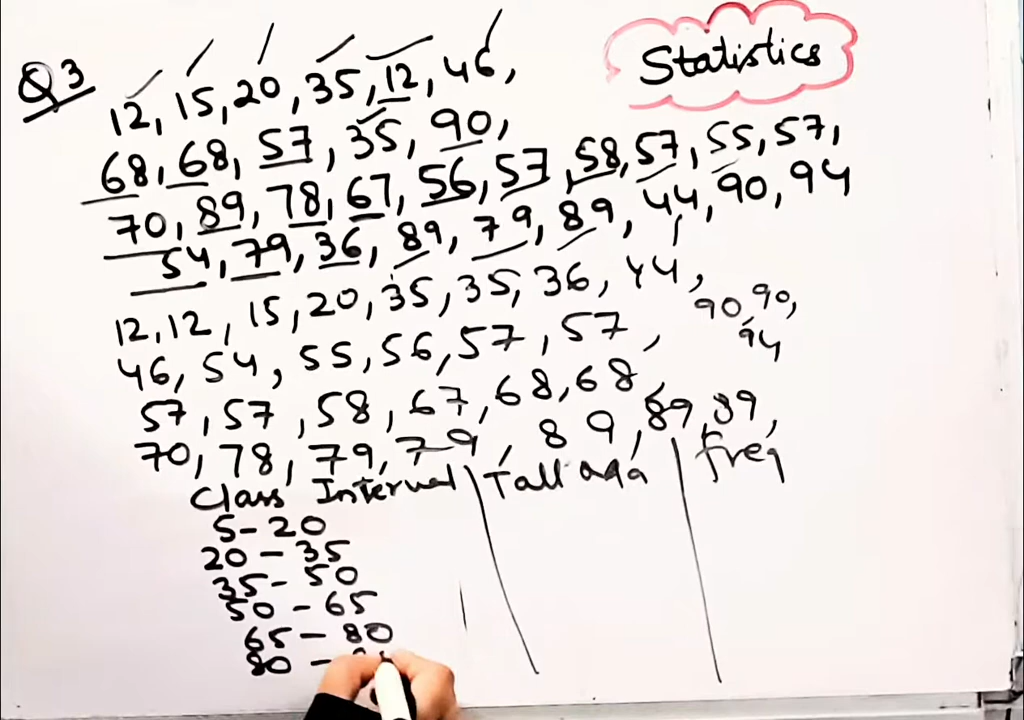 Statistics
Q3
12, 15, 20, 35, 12, 46,
68, 68, 57, 35, 90,
70, 89, 78, 67, 56, 57, 58, 57, 55, 57,
54, 79, 36, 89, 79, 89, 44, 90, 94
12, 12, 15, 20, 35, 35, 36, 44,
46, 54, 55, 56, 57, 57,
57, 57, 58, 67, 68, 68,
70, 78, 79, 79, 89, 89, 89,
90, 90,
94
Class Interval Freq
5-20
20-35
35-50
50-65
65-80
80-